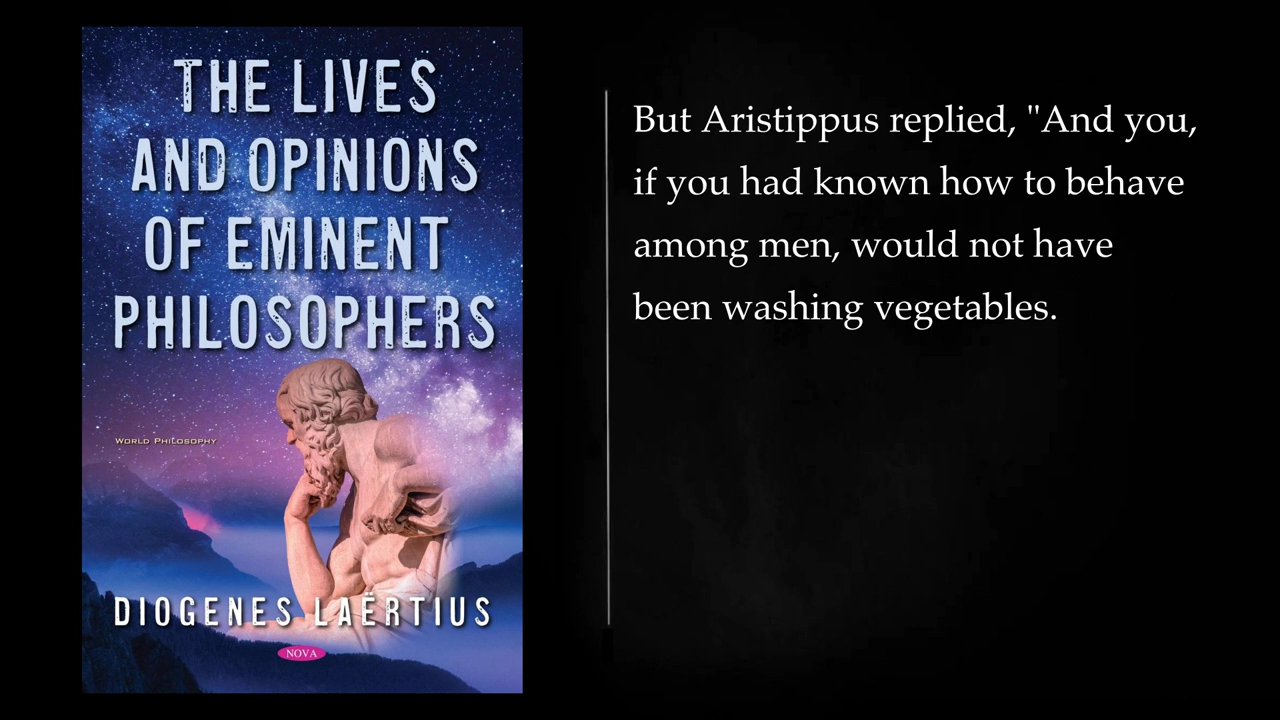 THE LIVES
AND OPINIONS
OF EMINENT
PHILOSOPHERS
WORLD PHILOSOPHY
DIOGENES LAËRTIUS
NOVA
But Aristippus replied, "And you,
if you had known how to behave
among men, would not have
been washing vegetables.